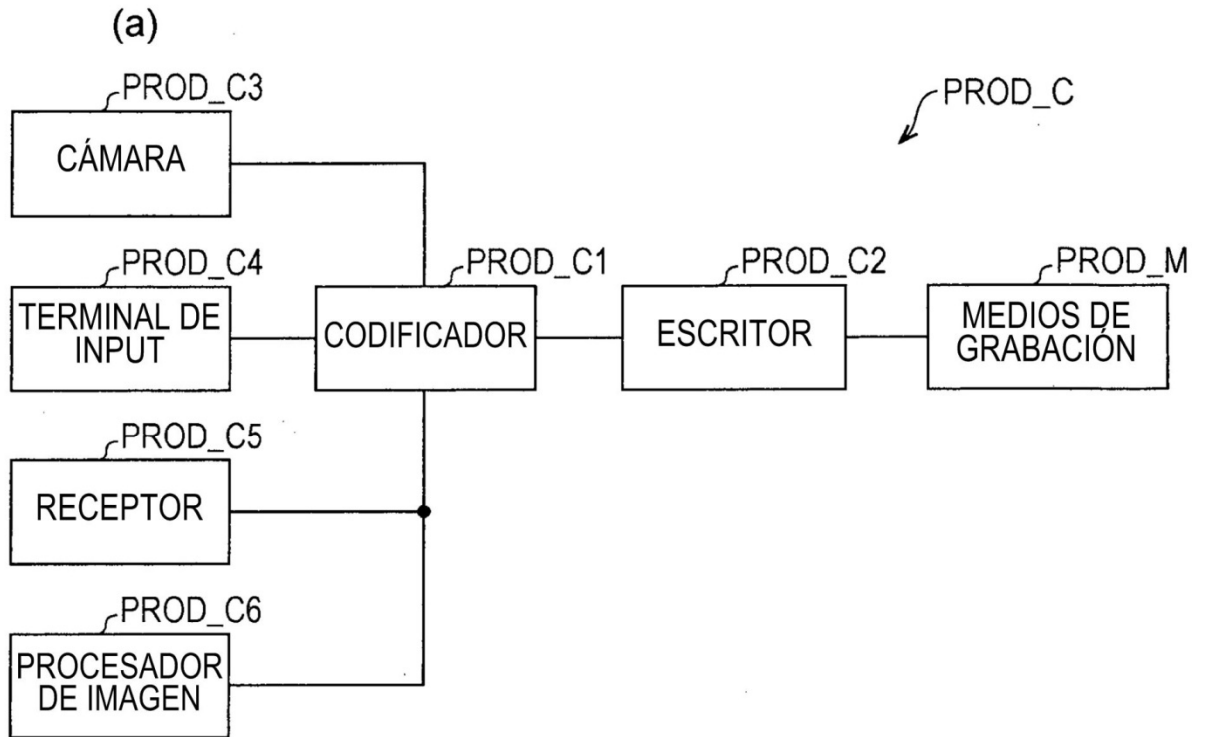 (a)
PROD_C3
CÁMARA
PROD_C
PROD_C4
TERMINAL DE
INPUT
PROD_C1
CODIFICADOR
PROD_C2
ESCRITOR
PROD_M
MEDIOS DE
GRABACIÓN
PROD_C5
RECEPTOR
PROD_C6
PROCESADOR
DE IMAGEN